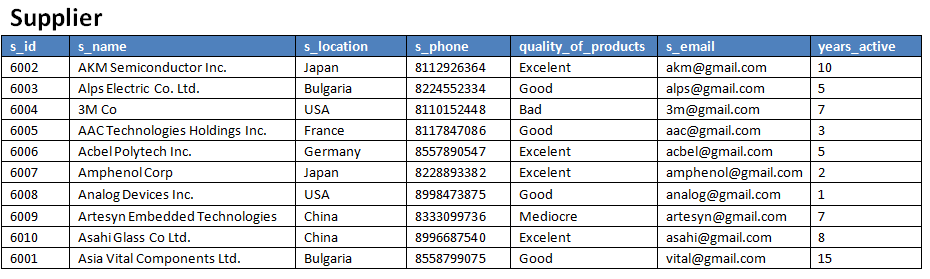 Supplier
s_id s_name s_location s_phone quality_of_products s_email years_active
6002 AKM Semiconductor Inc. Japan 8112926364 Excelent akm@gmail.com 10
6003 Alps Electric Co. Ltd. Bulgaria 8224552334 Good alps@gmail.com 5
6004 3M Co USA 8110152448 Bad 3m@gmail.com 7
6005 AAC Technologies Holdings Inc. France 8117847086 Good aac@gmail.com 3
6006 Acbel Polytech Inc. Germany 8557890547 Excelent acbel@gmail.com 5
6007 Amphenol Corp Japan 8228893382 Excelent amphenol@gmail.com 2
6008 Analog Devices Inc. USA 8998473875 Good analog@gmail.com 1
6009 Artesyn Embedded Technologies China 8333099736 Mediocre artesyn@gmail.com 7
6010 Asahi Glass Co Ltd. China 8996687540 Excelent asahi@gmail.com 8
6001 Asia Vital Components Ltd. Bulgaria 8558799075 Good vital@gmail.com 15